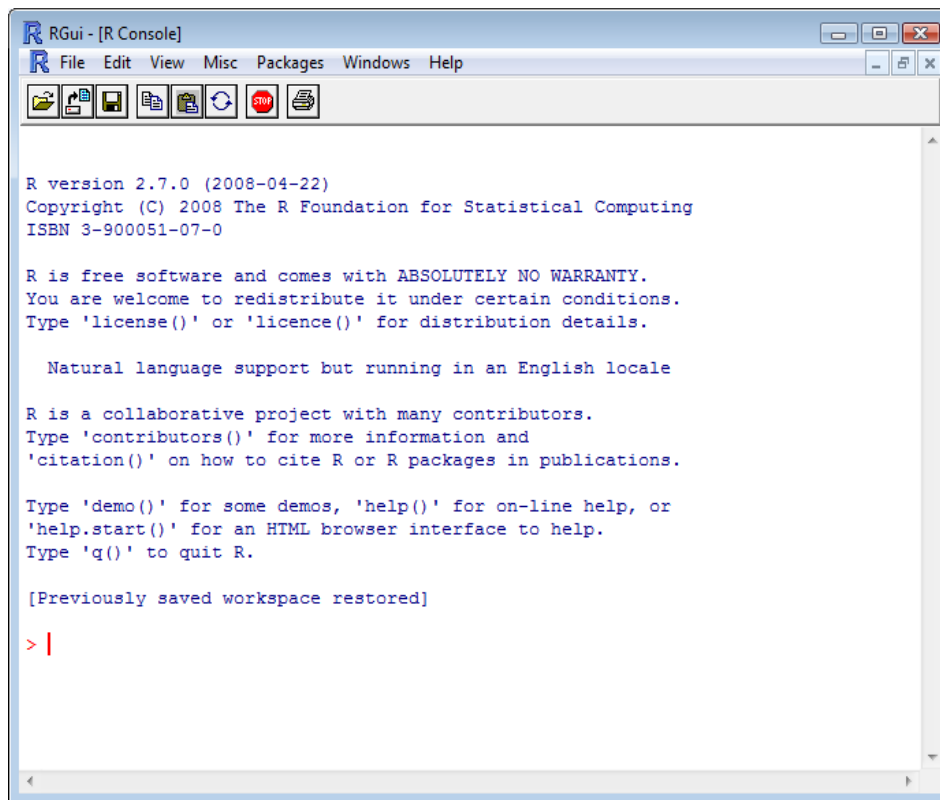 RGui - [R Console]
File Edit View Misc Packages Windows Help
STOP
R version 2.7.0 (2008-04-22)
Copyright (C) 2008 The R Foundation for Statistical Computing
ISBN 3-900051-07-0
R is free software and comes with ABSOLUTELY NO WARRANTY.
You are welcome to redistribute it under certain conditions.
Type 'license()' or 'licence()' for distribution details.
Natural language support but running in an English locale
R is a collaborative project with many contributors.
Type 'contributors()' for more information and
'citation()' on how to cite R or R packages in publications.
Type 'demo()' for some demos, 'help()' for on-line help, or
'help.start()' for an HTML browser interface to help.
Type 'q()' to quit R.
[Previously saved workspace restored]
>